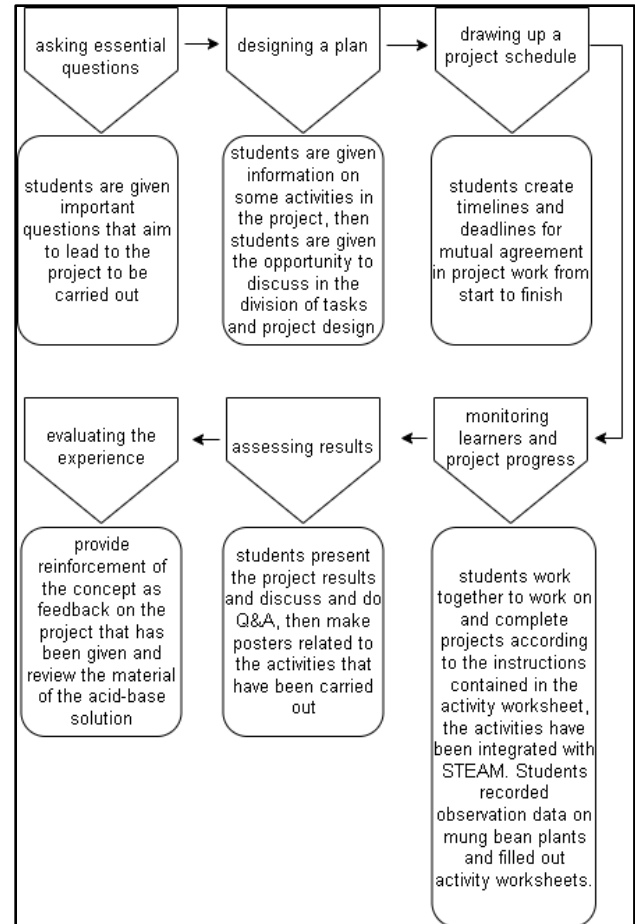 asking essential
questions
designing a plan
drawing up a
project schedule
students are given
important
questions that aim
to lead to the
project to be
carried out
students are given
information on
some activities in
the project, then
students are given
the opportunity to
discuss in the
division of tasks
and project design
students create
timelines and
deadlines for
mutual agreement
in project work from
start to finish
monitoring
learners and
project progress
assessing results
evaluating the
experience
students work
together to work on
and complete
projects according
to the instructions
contained in the
activity worksheet,
the activities have
been integrated with
STEAM. Students
recorded
observation data on
mung bean plants
and filled out
activity worksheets.
students present
the project results
and discuss and do
Q&A, then make
posters related to
the activities that
have been carried
out
provide
reinforcement of
the concept as
feedback on the
project that has
been given and
review the material
of the acid-base
solution